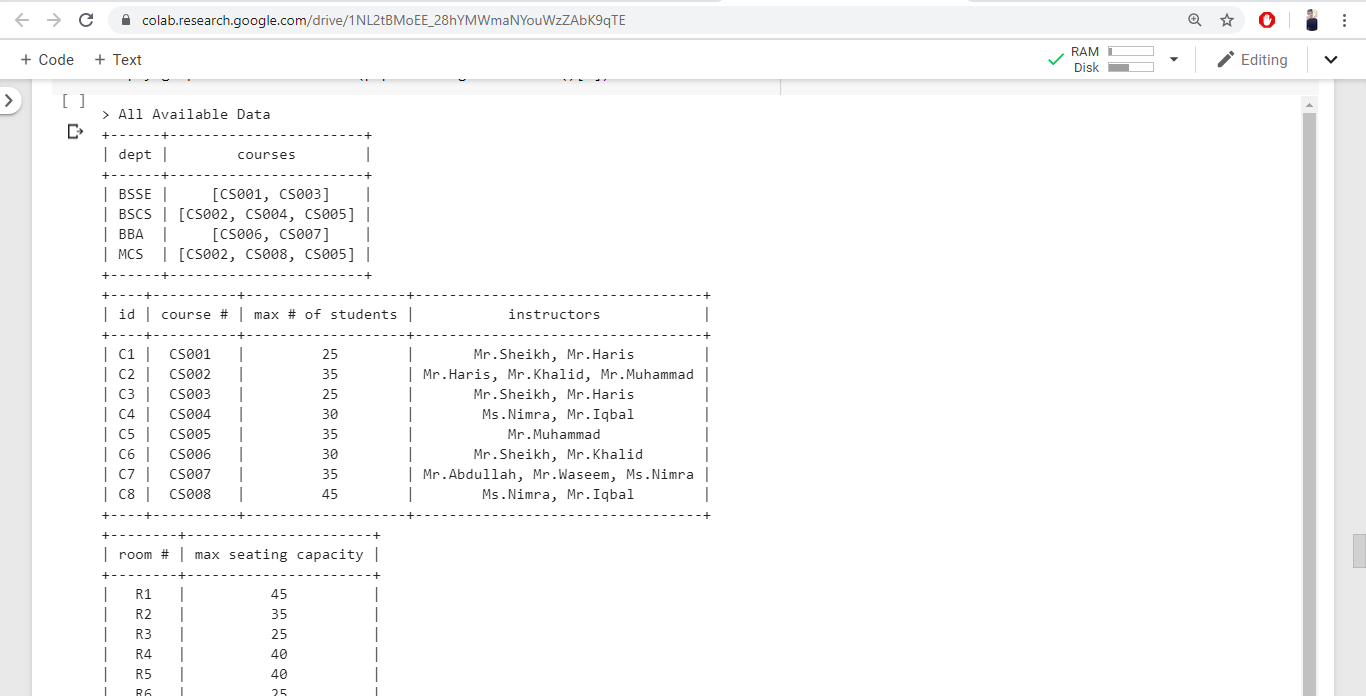 colab.research.google.com/drive/1NL2tBMoEE_28hYMWmaNYouWzZAbK9qTE
+ Code + Text
RAM
Disk
Editing
[ ]
> All Available Data
+------+-----------------------+
| dept | courses |
+------+-----------------------+
| BSSE | [CS001, CS003] |
| BSCS | [CS002, CS004, CS005] |
| BBA | [CS006, CS007] |
| MCS | [CS002, CS008, CS005] |
+------+-----------------------+
+----+----------+-------------------+----------------------------------+
| id | course # | max # of students | instructors |
+----+----------+-------------------+----------------------------------+
| C1 | CS001 | 25 | Mr.Sheikh, Mr.Haris |
| C2 | CS002 | 35 | Mr.Haris, Mr.Khalid, Mr.Muhammad |
| C3 | CS003 | 25 | Mr.Sheikh, Mr.Haris |
| C4 | CS004 | 30 | Ms.Nimra, Mr.Iqbal |
| C5 | CS005 | 35 | Mr.Muhammad |
| C6 | CS006 | 30 | Mr.Sheikh, Mr.Khalid |
| C7 | CS007 | 35 | Mr.Abdullah, Mr.Waseem, Ms.Nimra |
| C8 | CS008 | 45 | Ms.Nimra, Mr.Iqbal |
+----+----------+-------------------+----------------------------------+
+--------+----------------------+
| room # | max seating capacity |
+--------+----------------------+
| R1 | 45 |
| R2 | 35 |
| R3 | 25 |
| R4 | 40 |
| R5 | 40 |
| R6 | 25 |